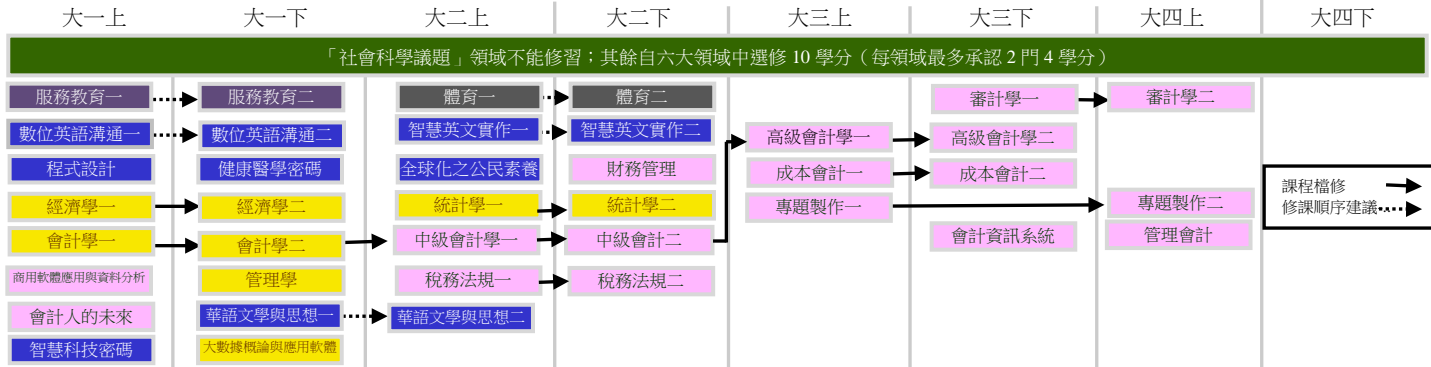 大一上
大一下
大二上
大二下
大三上
大三下
大四上
大四下
「社會科學議題」領域不能修習；其餘自六大領域中選修 10 學分（每領域最多承認 2 門 4 學分）
服務教育一
服務教育二
體育一
體育二
審計學一
審計學二
數位英語溝通一
數位英語溝通二
智慧英文實作一
智慧英文實作二
高級會計學一
高級會計學二
程式設計
健康醫學密碼
全球化之公民素養
財務管理
成本會計一
成本會計二
經濟學一
經濟學二
統計學一
統計學二
專題製作一
專題製作二
會計學一
會計學二
中級會計學一
中級會計二
會計資訊系統
管理會計
商用軟體應用與資料分析
管理學
稅務法規一
稅務法規二
會計人的未來
華語文學與思想一
華語文學與思想二
智慧科技密碼
大數據概論與應用軟體
課程檔修
修課順序建議